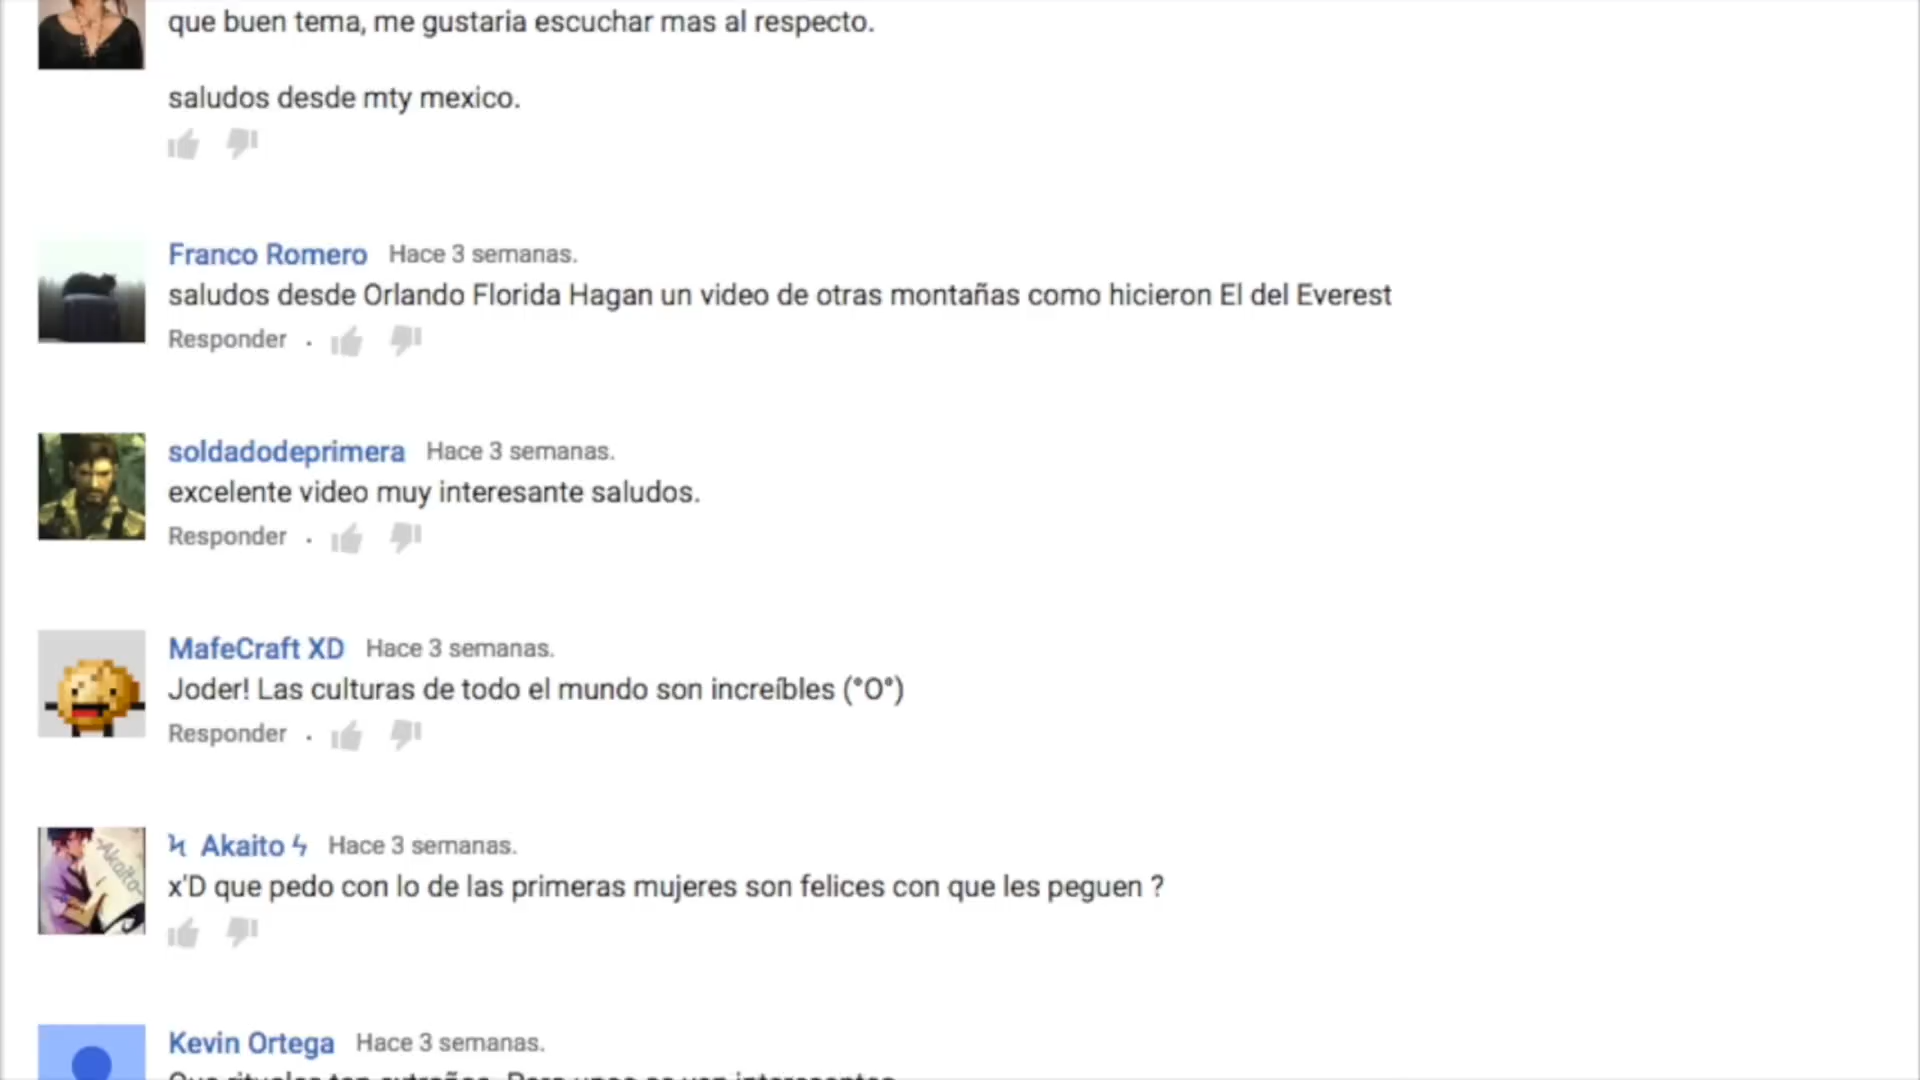 que buen tema, me gustaria escuchar mas al respecto.
saludos desde mty mexico.
Franco Romero Hace 3 semanas.
saludos desde Orlando Florida Hagan un video de otras montañas como hicieron El del Everest
Responder .
soldadodeprimera Hace 3 semanas.
excelente video muy interesante saludos.
Responder .
MafeCraft XD Hace 3 semanas.
Joder! Las culturas de todo el mundo son increíbles (°O°)
Responder .
Ϟ Akaito ϟ Hace 3 semanas.
x'D que pedo con lo de las primeras mujeres son felices con que les peguen ?
Akaito
Kevin Ortega Hace 3 semanas.